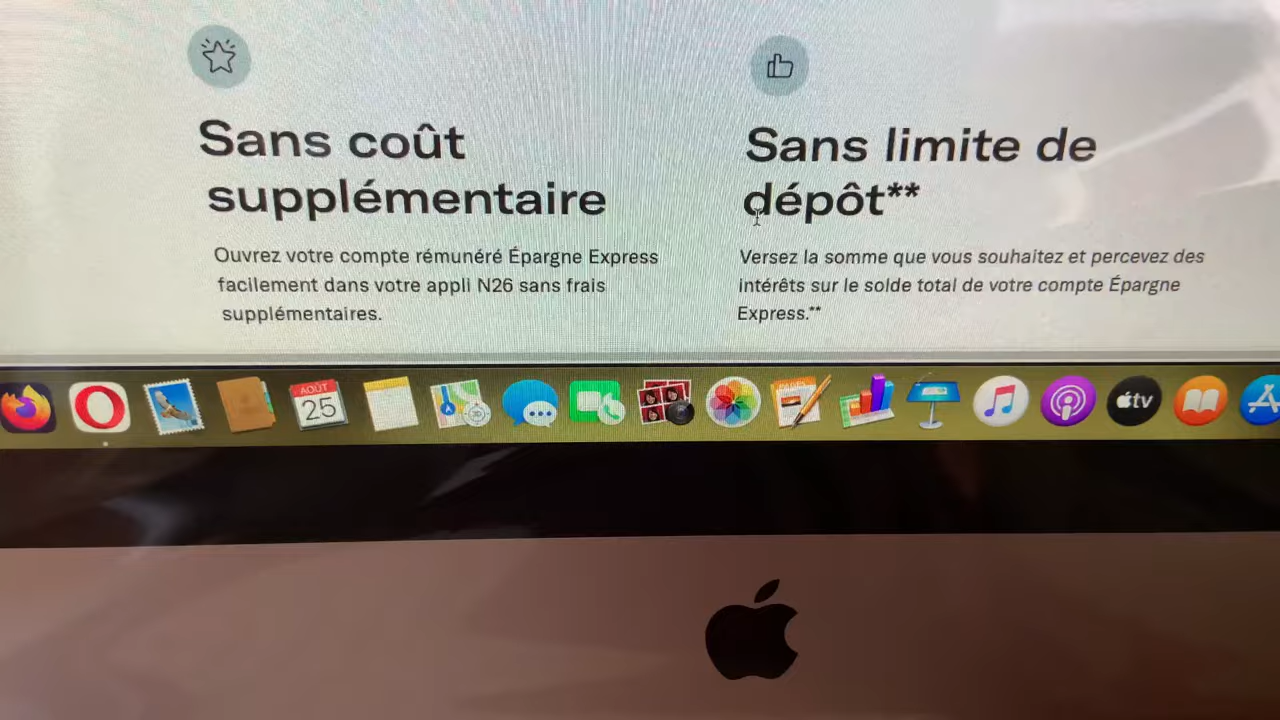 Sans coût
supplémentaire
Ouvrez votre compte rémunéré Épargne Express
facilement dans votre appli N26 sans frais
supplémentaires.
Sans limite de
dépôt**
Versez la somme que vous souhaitez et percevez des
intérêts sur le solde total de votre compte Épargne
Express.**
AOÛT
25
PAGES
tv